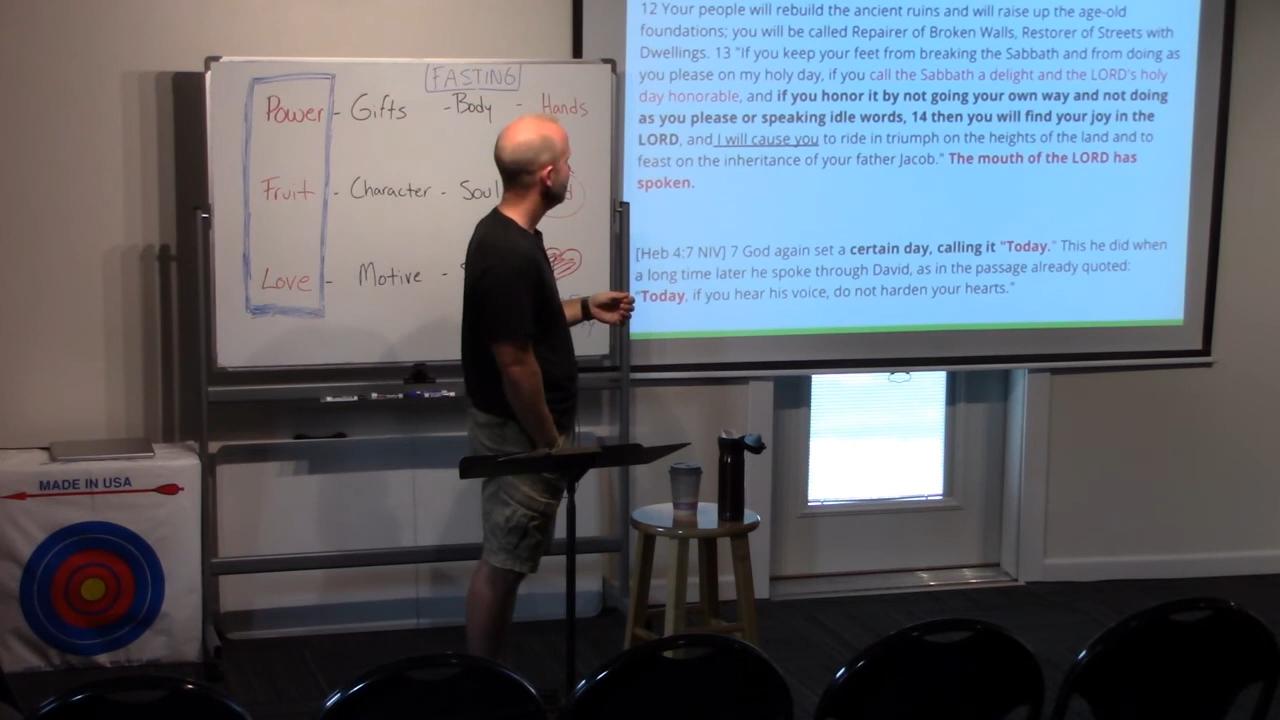 FASTING
Power - Gifts - Body - Hands
Fruit - Character - Soul
Love - Motive -
12 Your people will rebuild the ancient ruins and will raise up the age-old
foundations; you will be called Repairer of Broken Walls, Restorer of Streets with
Dwellings. 13 "If you keep your feet from breaking the Sabbath and from doing as
you please on my holy day, if you call the Sabbath a delight and the LORD's holy
day honorable, and if you honor it by not going your own way and not doing
as you please or speaking idle words, 14 then you will find your joy in the
LORD, and I will cause you to ride in triumph on the heights of the land and to
feast on the inheritance of your father Jacob." The mouth of the LORD has
spoken.
[Heb 4:7 NIV] 7 God again set a certain day, calling it "Today." This he did when
a long time later he spoke through David, as in the passage already quoted:
"Today, if you hear his voice, do not harden your hearts."
MADE IN USA